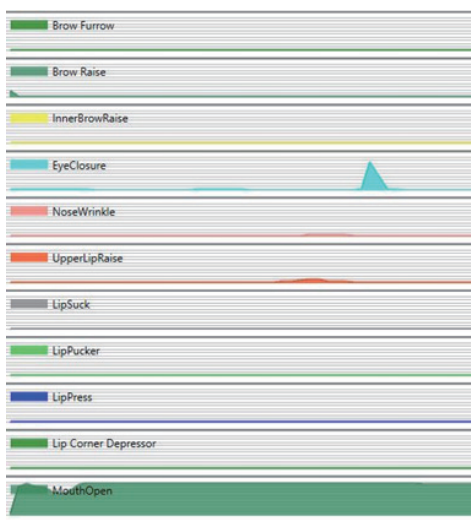 Brow Furrow
Brow Raise
InnerBrowRaise
EyeClosure
NoseWrinkle
UpperLipRaise
LipSuck
LipPucker
LipPress
Lip Corner Depressor
MouthOpen